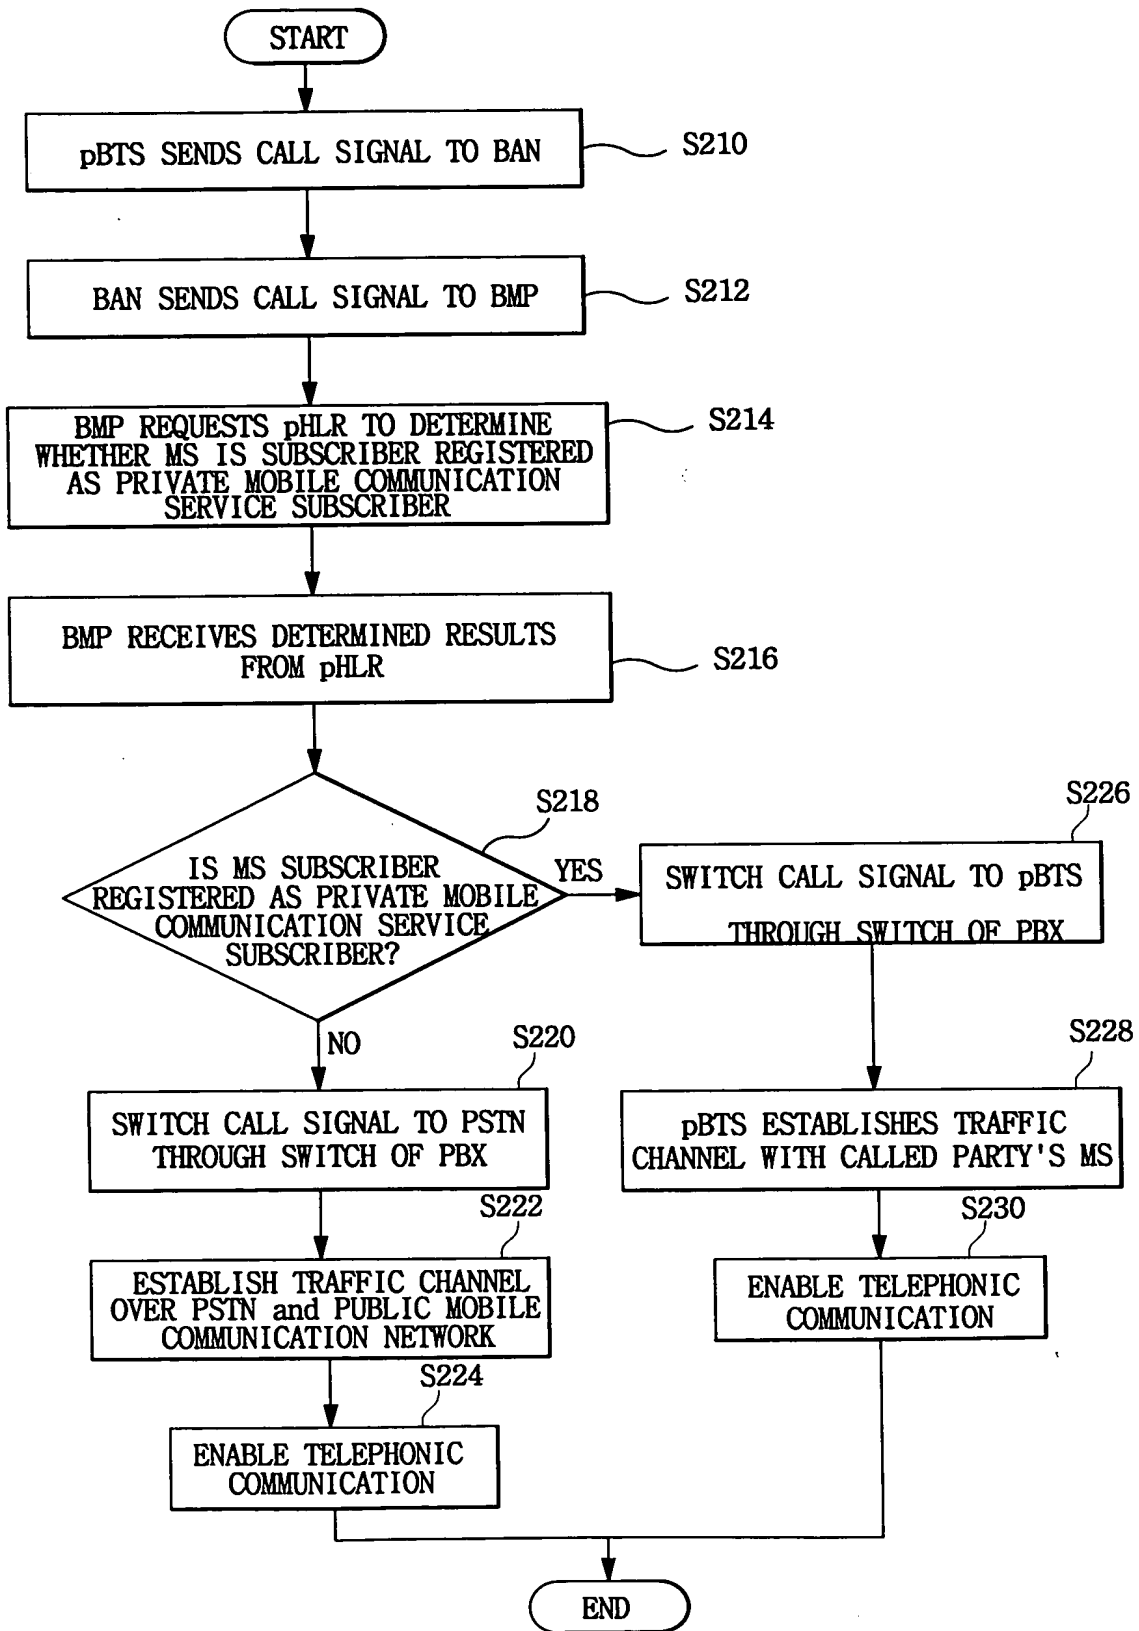 START
pBTS SENDS CALL SIGNAL TO BAN
S210
BAN SENDS CALL SIGNAL TO BMP
S212
BMP REQUESTS pHLR TO DETERMINE
WHETHER MS IS SUBSCRIBER REGISTERED
AS PRIVATE MOBILE COMMUNICATION
SERVICE SUBSCRIBER
S214
BMP RECEIVES DETERMINED RESULTS
FROM pHLR
S216
S218
IS MS SUBSCRIBER
REGISTERED AS PRIVATE MOBILE
COMMUNICATION SERVICE
SUBSCRIBER?
YES
S226
SWITCH CALL SIGNAL TO pBTS
THROUGH SWITCH OF PBX
NO
S220
SWITCH CALL SIGNAL TO PSTN
THROUGH SWITCH OF PBX
S228
pBTS ESTABLISHES TRAFFIC
CHANNEL WITH CALLED PARTY'S MS
S222
ESTABLISH TRAFFIC CHANNEL
OVER PSTN and PUBLIC MOBILE
COMMUNICATION NETWORK
S230
ENABLE TELEPHONIC
COMMUNICATION
S224
ENABLE TELEPHONIC
COMMUNICATION
END